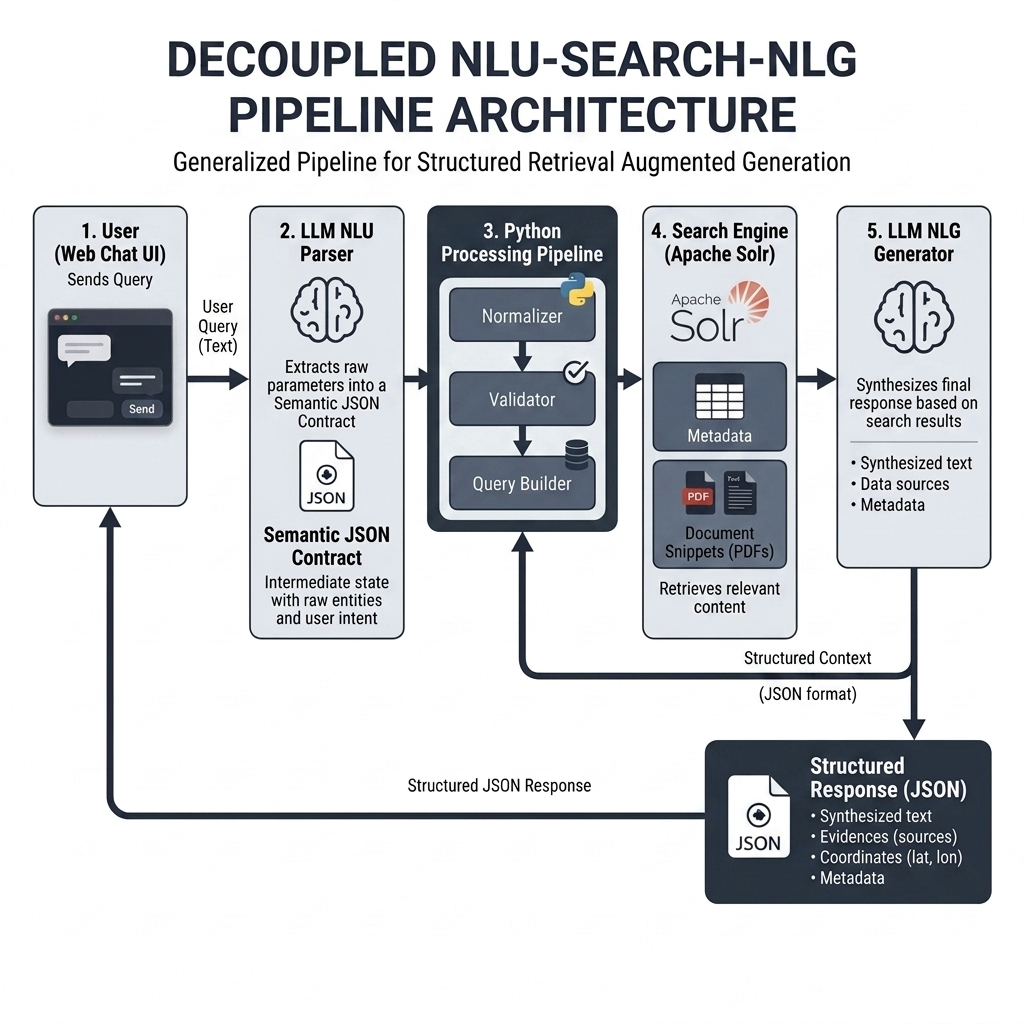 DECOUPLED NLU-SEARCH-NLG
PIPELINE ARCHITECTURE
Generalized Pipeline for Structured Retrieval Augmented Generation
1. User
(Web Chat UI)
Sends Query
Send
User
Query
(Text)
2. LLM NLU
Parser
Extracts raw
parameters into a
Semantic JSON
Contract
JSON
Semantic JSON
Contract
Intermediate state
with raw entities
and user intent
3. Python
Processing Pipeline
Normalizer
Validator
Query Builder
4. Search Engine
(Apache Solr)
Apache
Solr
Metadata
PDF
Document
Snippets (PDFs)
Retrieves relevant
content
5. LLM NLG
Generator
Synthesizes final
response based on
search results
• Synthesized text
• Data sources
• Metadata
Structured Context
(JSON format)
Structured JSON Response
JSON
Structured
Response (JSON)
• Synthesized text
• Evidences (sources)
• Coordinates (lat, lon)
• Metadata